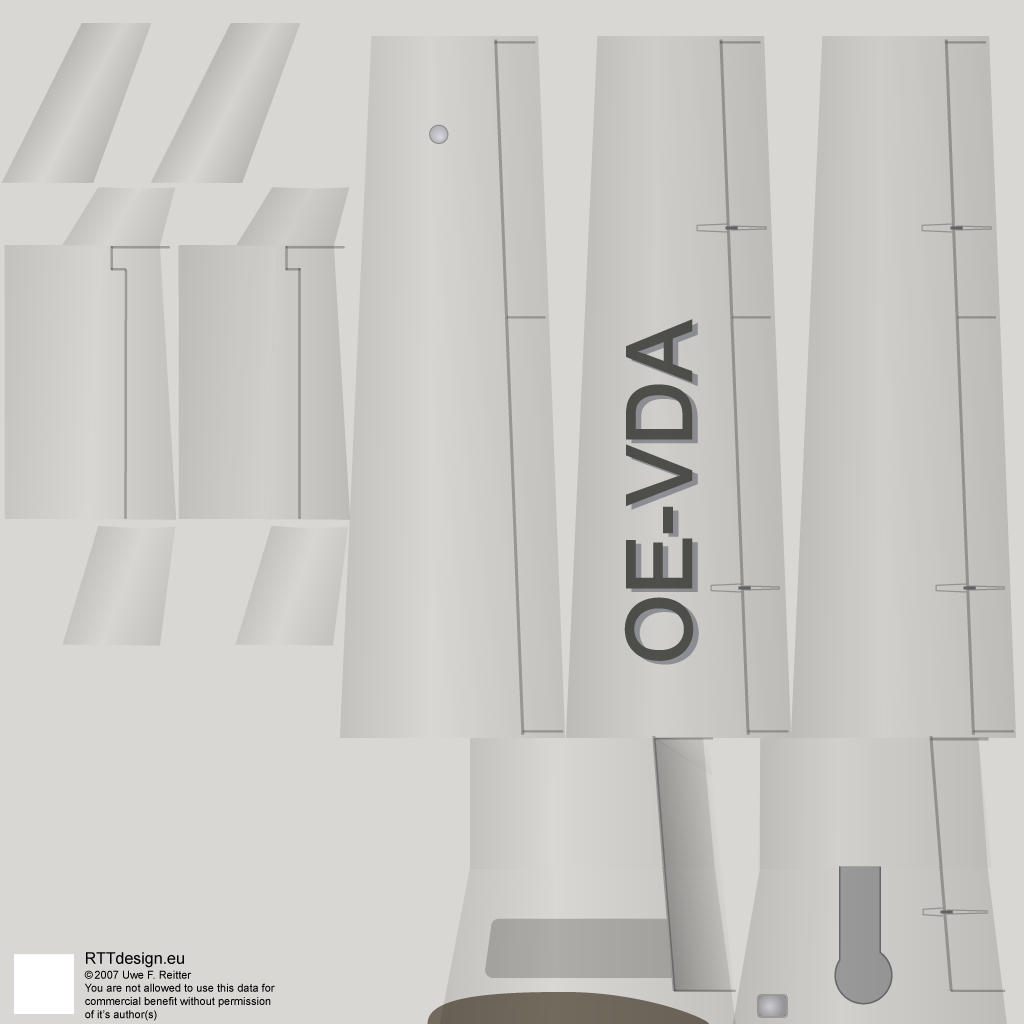 OE-VDA
RTTdesign.eu
©2007 Uwe F. Reitter
You are not allowed to use this data for
commercial benefit without permission
of it's author(s)